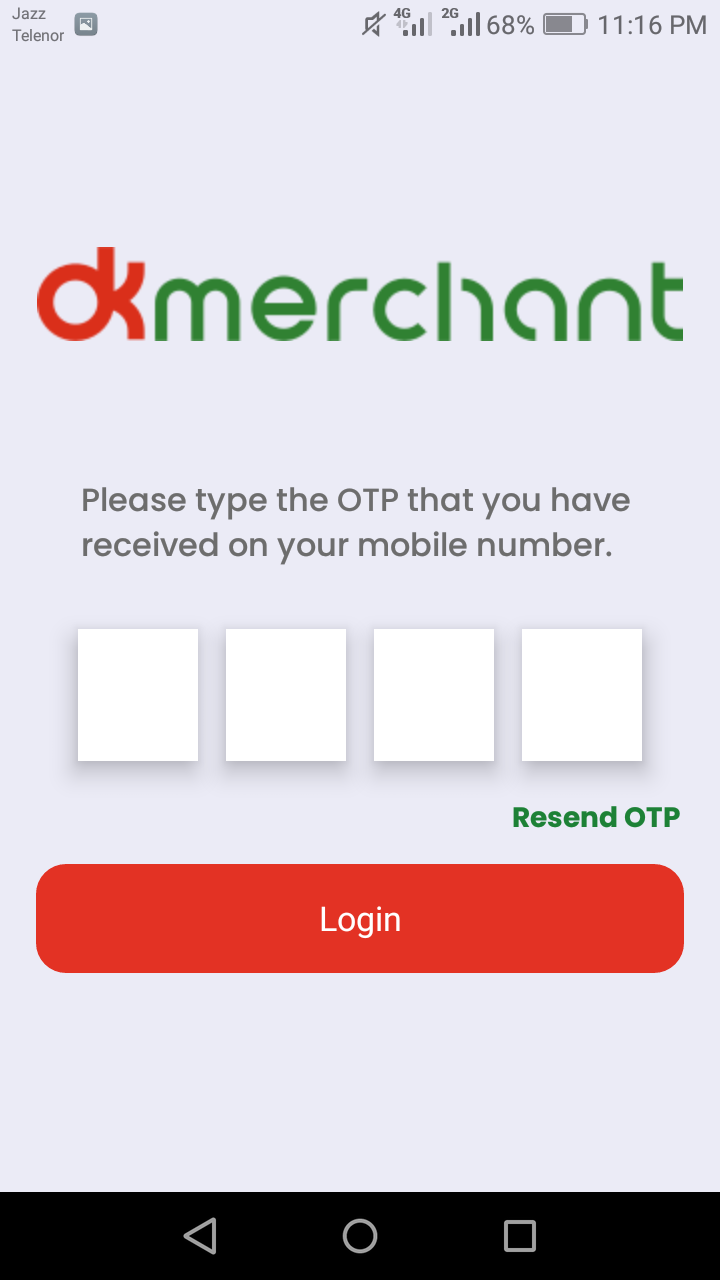 Jazz
Telenor
4G 2G 68% 11:16 PM
dkmerchant
Please type the OTP that you have
received on your mobile number.
Resend OTP
Login